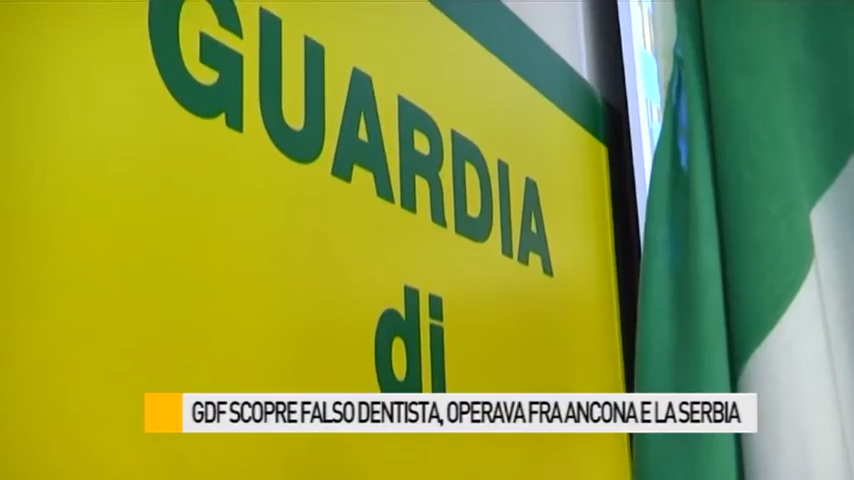 GUARDIA
di
GDF SCOPRE FALSO DENTISTA, OPERAVA FRA ANCONA E LA SERBIA